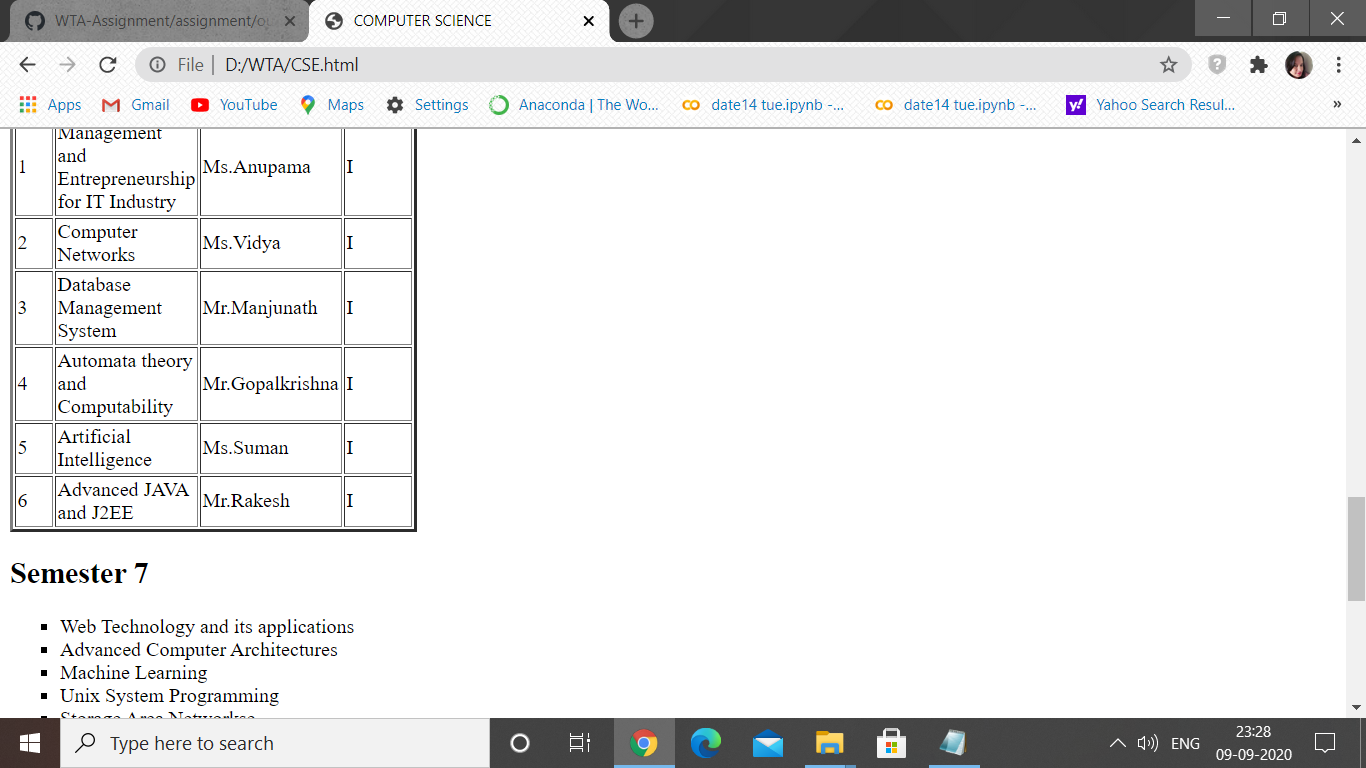 WTA-Assignment/assignment/ou
COMPUTER SCIENCE
File | D:/WTA/CSE.html
Apps Gmail YouTube Maps Settings Anaconda | The Wo... date14 tue.ipynb -... date14 tue.ipynb -... Yahoo Search Resul... »
Management
and
Entrepreneurship
for IT Industry
1 Ms.Anupama I
2 Computer
Networks
Ms.Vidya I
3 Database
Management
System
Mr.Manjunath I
4 Automata theory
and
Computability
Mr.Gopalkrishna I
5 Artificial
Intelligence
Ms.Suman I
6 Advanced JAVA
and J2EE
Mr.Rakesh I
Semester 7
Web Technology and its applications
Advanced Computer Architectures
Machine Learning
Unix System Programming
Storage Area Networkse
Type here to search
ENG
23:28
09-09-2020